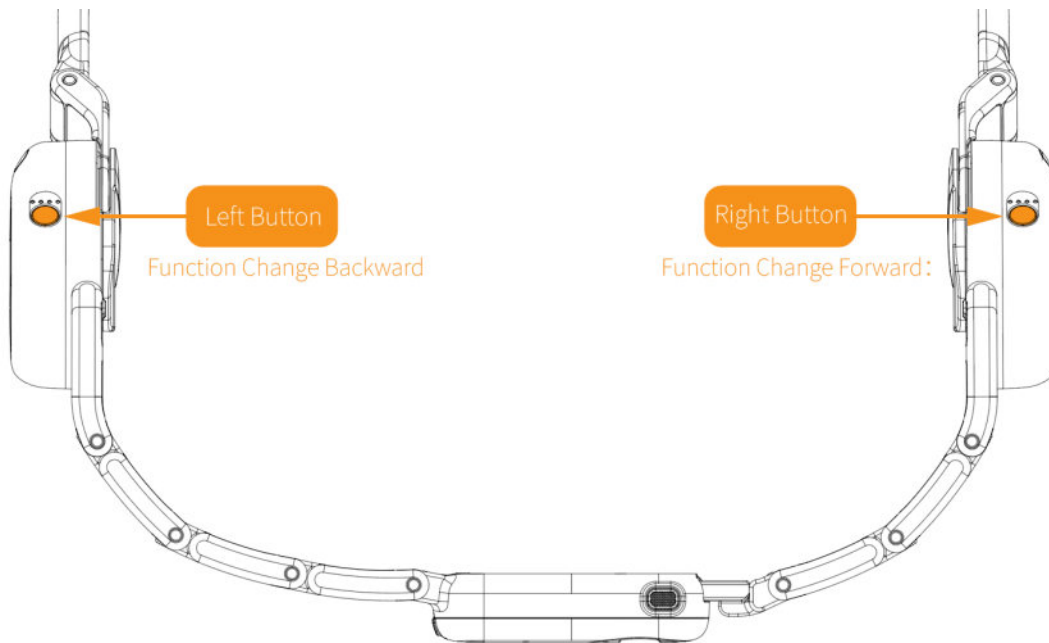 Left Button
Function Change Backward
Right Button
Function Change Forward：